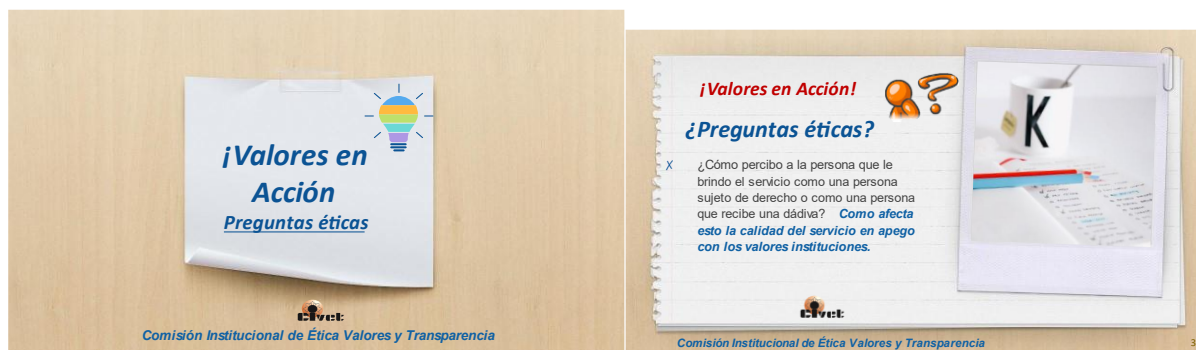 ¡Valores en
Acción
Preguntas éticas
Civet
Comisión Institucional de Ética Valores y Transparencia
¡Valores en Acción!
¿Preguntas éticas?
✗ ¿Cómo percibo a la persona que le
brindo el servicio como una persona
sujeto de derecho o como una persona
que recibe una dádiva? Como afecta
esto la calidad del servicio en apego
con los valores instituciones.
K
Civet
Comisión Institucional de Ética Valores y Transparencia
3